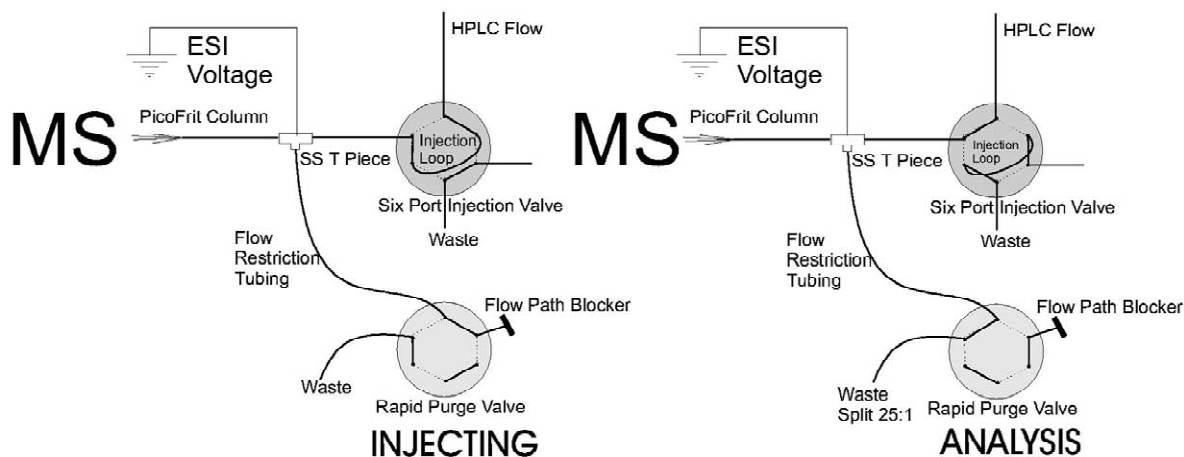 HPLC Flow
ESI
Voltage
MS
PicoFrit Column
Injection
Loop
SS T Piece
Six Port Injection Valve
Waste
Flow
Restriction
Tubing
Flow Path Blocker
Waste
Rapid Purge Valve
INJECTING
HPLC Flow
ESI
Voltage
MS
PicoFrit Column
Injection
Loop
SS T Piece
Six Port Injection Valve
Waste
Flow
Restriction
Tubing
Flow Path Blocker
Waste
Split 25:1
Rapid Purge Valve
ANALYSIS